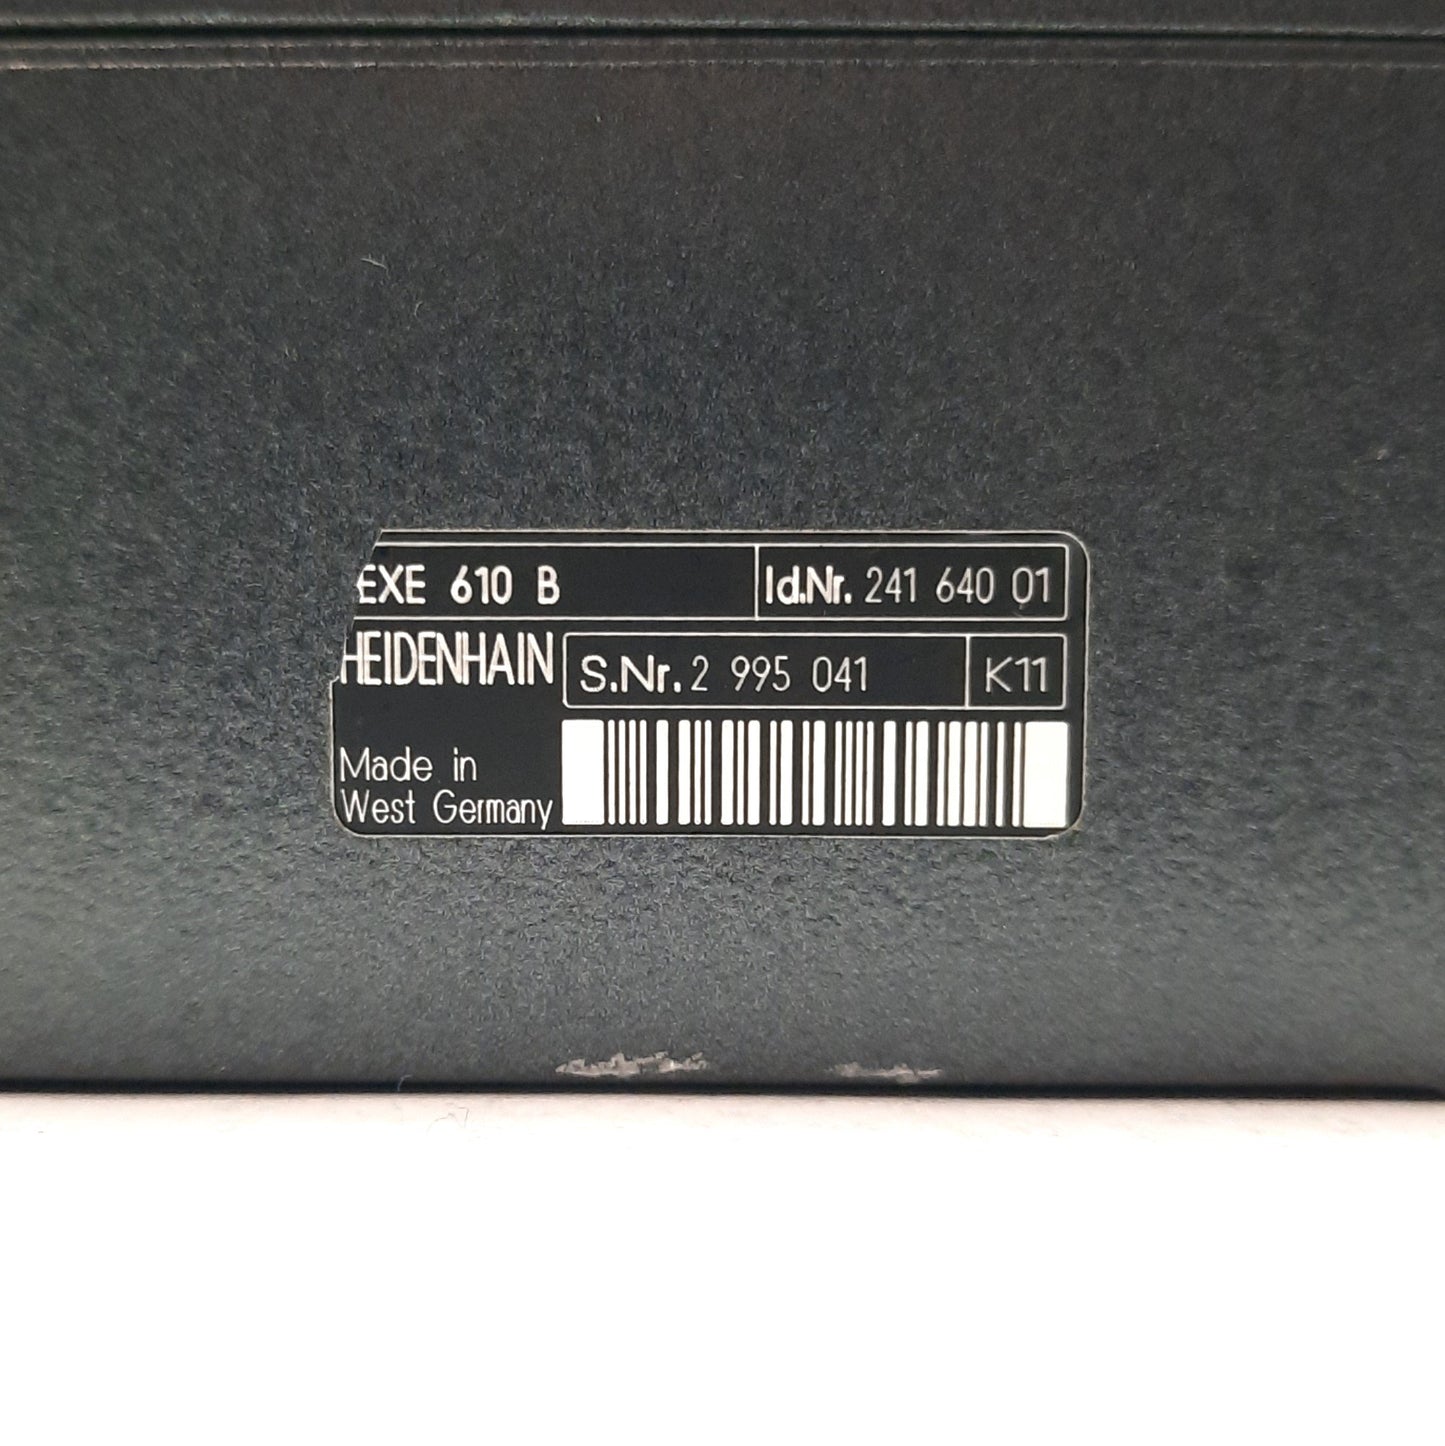 EXE 610 B Id.Nr. 241 640 01
HEIDENHAIN S.Nr. 2 995 041 K11
Made in
West Germany